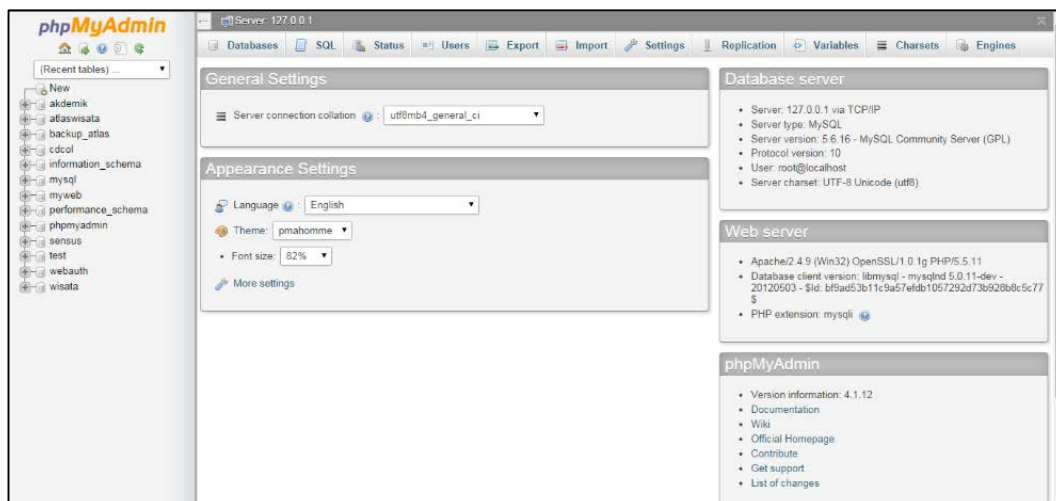 phpMyAdmin
(Recent tables) ...
New
akdemik
atlaswisata
backup_atlas
cdcol
information_schema
mysql
myweb
performance_schema
phpmyadmin
sensus
test
webauth
wisata
Server: 127.0.0.1
Databases SQL Status Users Export Import Settings Replication Variables Charsets Engines
General Settings
Server connection collation : utf8mb4_general_ci
Appearance Settings
Language : English
Theme: pmahomme
Font size: 82%
More settings
Database server
Server: 127.0.0.1 via TCP/IP
Server type: MySQL
Server version: 5.6.16 - MySQL Community Server (GPL)
Protocol version: 10
User: root@localhost
Server charset: UTF-8 Unicode (utf8)
Web server
Apache/2.4.9 (Win32) OpenSSL/1.0.1g PHP/5.5.11
Database client version: libmysql - mysqlnd 5.0.11-dev -
20120503 - $Id: bf9ad53b11c9a57efdb1057292d73b928b8c5c77
$
PHP extension: mysqli
phpMyAdmin
Version information: 4.1.12
Documentation
Wiki
Official Homepage
Contribute
Get support
List of changes